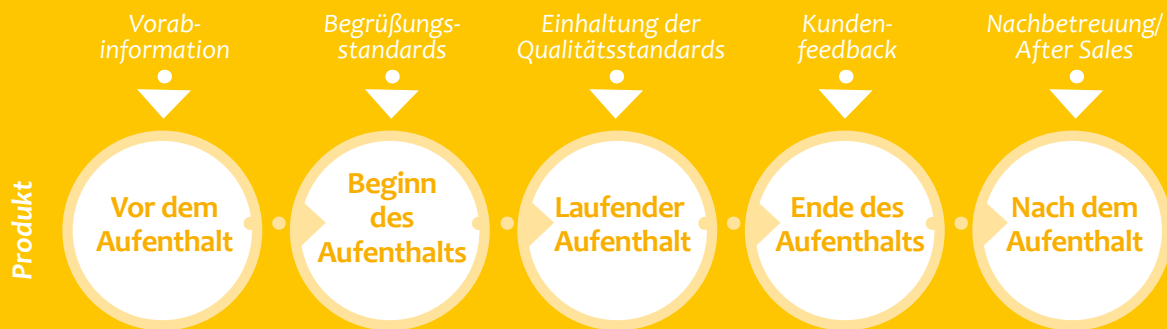 Vorab-
information
Begrüßungs-
standards
Einhaltung der
Qualitätsstandards
Kunden-
feedback
Nachbetreuung/
After Sales
Produkt
Vor dem
Aufenthalt
Beginn
des
Aufenthalts
Laufender
Aufenthalt
Ende des
Aufenthalts
Nach dem
Aufenthalt